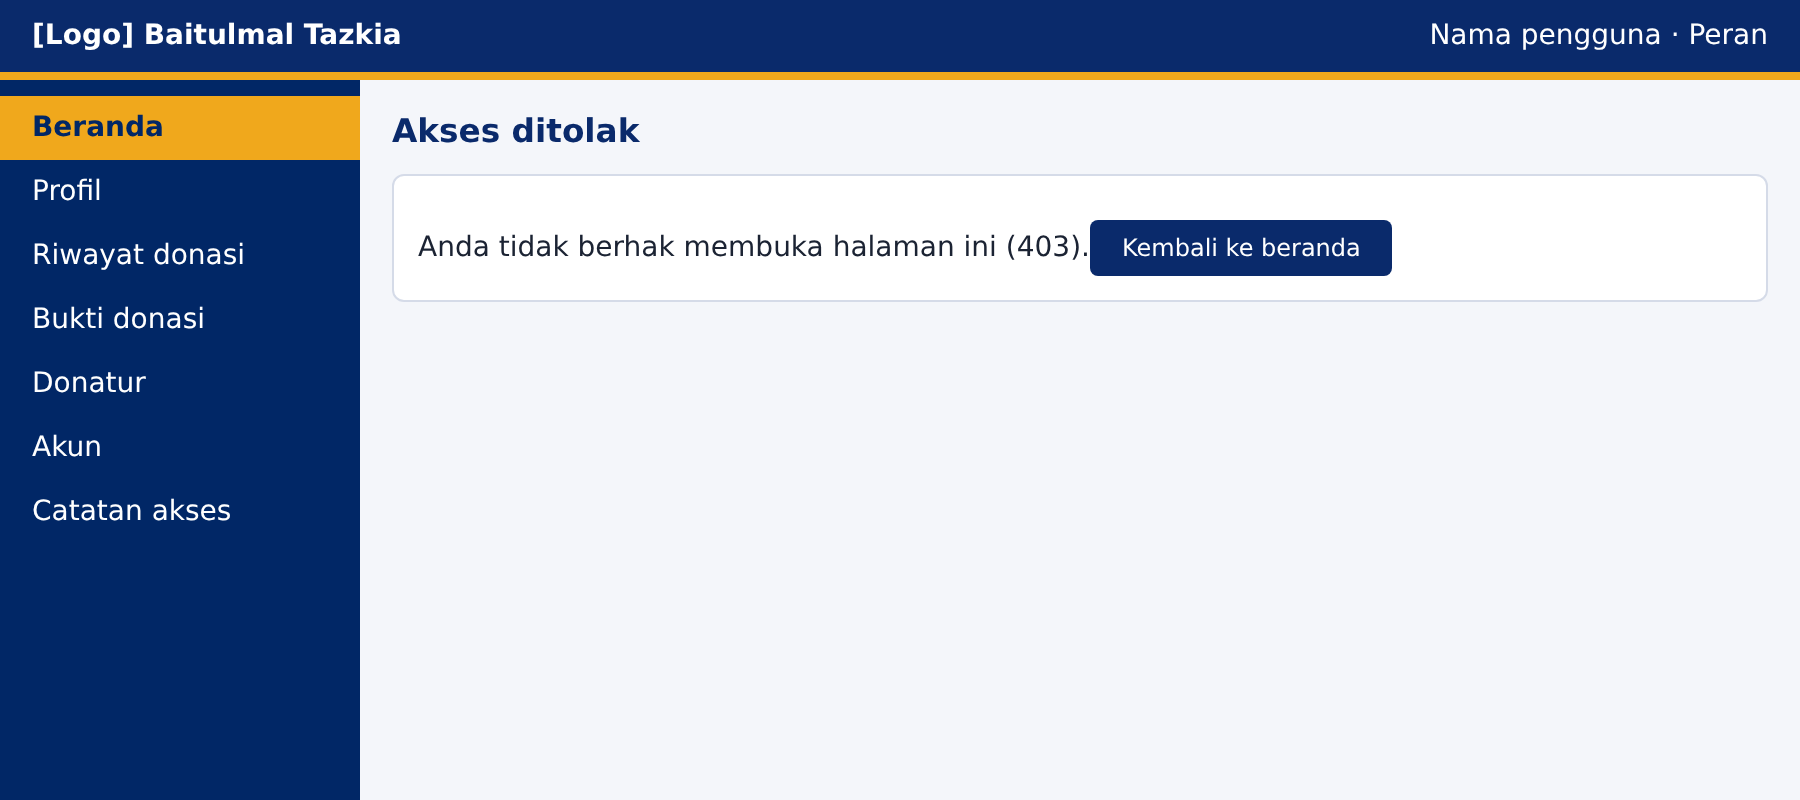 [Logo] Baitulmal Tazkia
Nama pengguna · Peran
Beranda
Profil
Riwayat donasi
Bukti donasi
Donatur
Akun
Catatan akses
Akses ditolak
Anda tidak berhak membuka halaman ini (403).
Kembali ke beranda